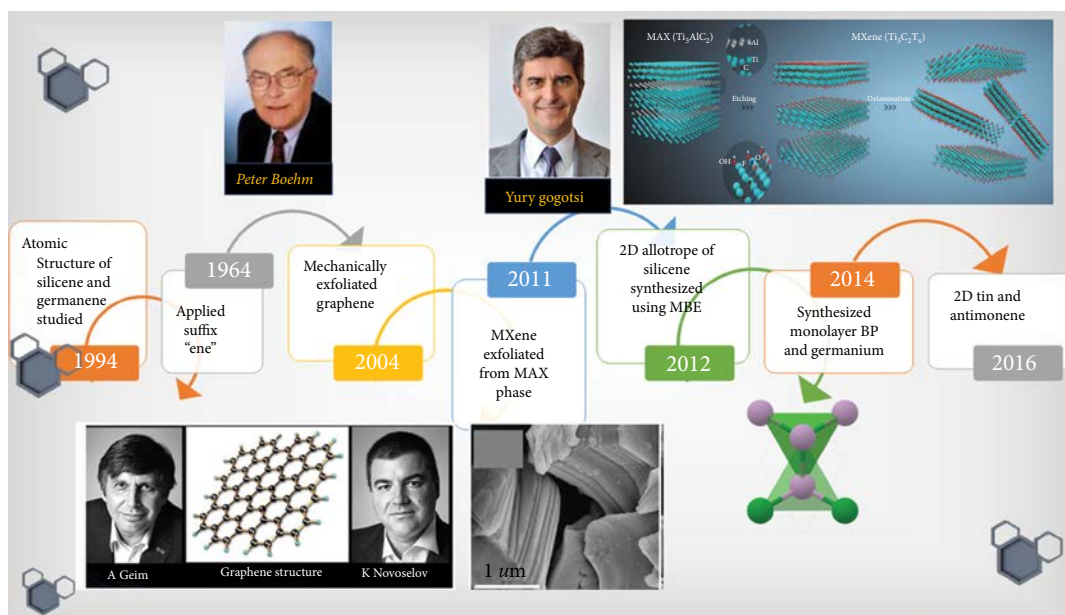 MAX (Ti3AlC2)
MXene (Ti3C2Tx)
Al
Ti
C
Etching
Delamination
OH
F
O
Peter Boehm
Yury gogotsi
Atomic
Structure of
silicene and
germanene
studied
1994
1964
Applied
suffix
“ene”
Mechanically
exfoliated
graphene
2004
2011
MXene
exfoliated
from MAX
phase
2D allotrope of
silicene
synthesized
using MBE
2012
2014
Synthesized
monolayer BP
and germanium
2D tin and
antimonene
2016
A Geim
Graphene structure
K Novoselov
1 um